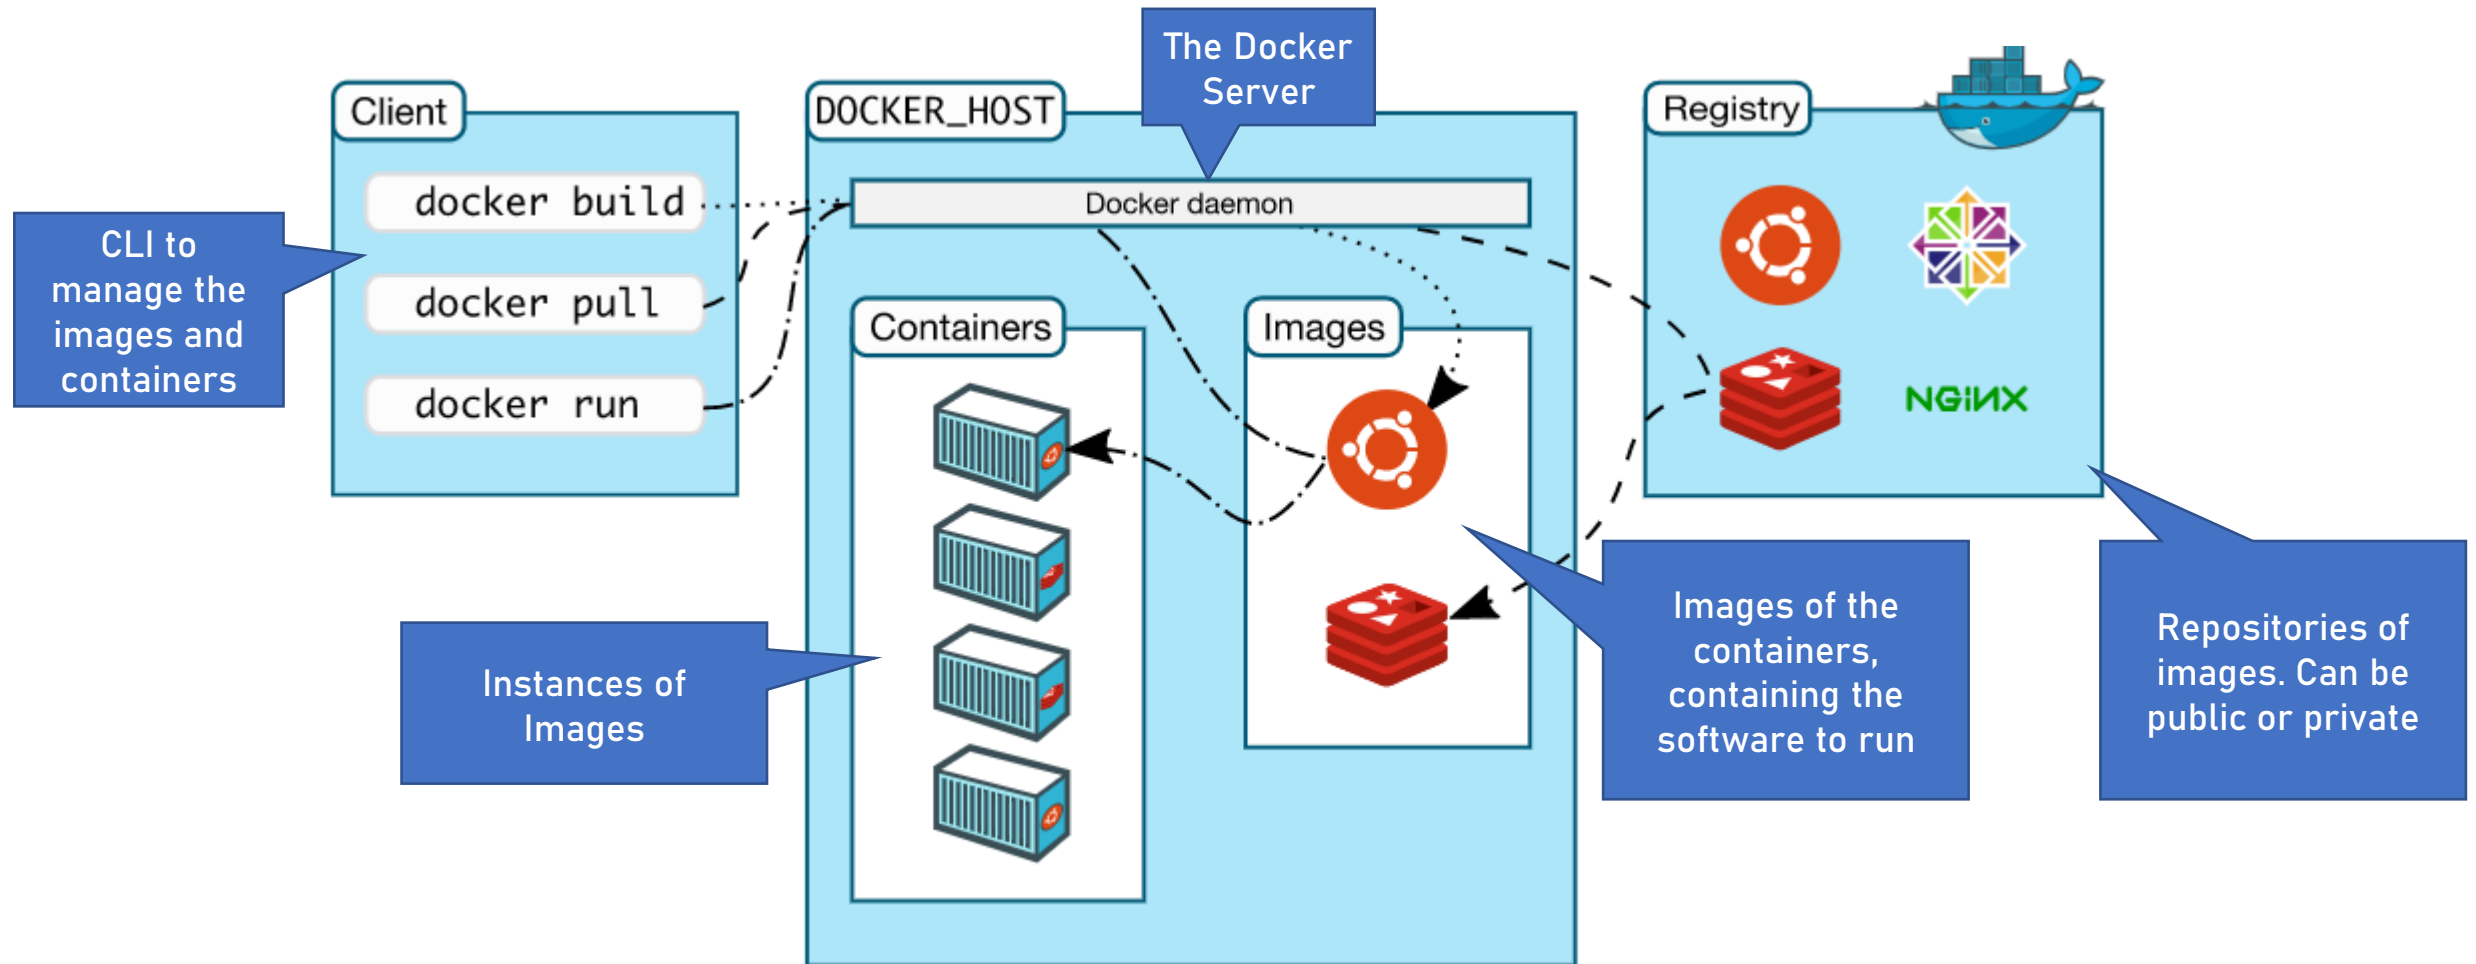 The Docker
Server
Client
DOCKER_HOST
Registry
docker build
docker pull
docker run
Docker daemon
CLI to
manage the
images and
containers
Containers
Images
NGiNX
Instances of
Images
Images of the
containers,
containing the
software to run
Repositories of
images. Can be
public or private